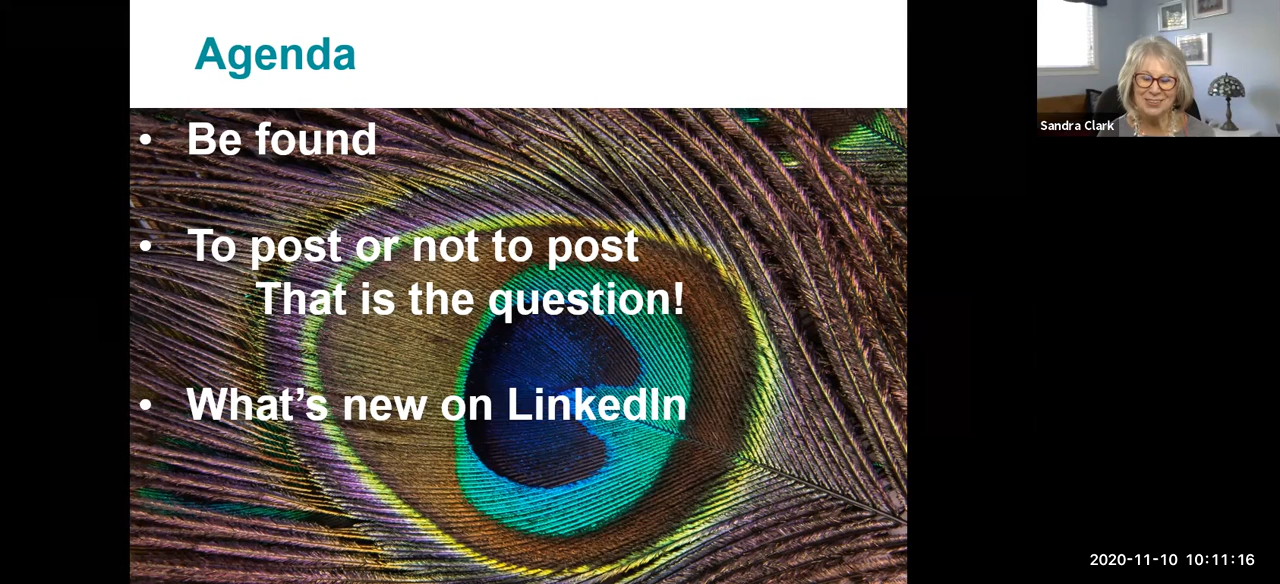 Agenda
• Be found
• To post or not to post
That is the question!
• What's new on LinkedIn
Sandra Clark
2020-11-10 10:11:16